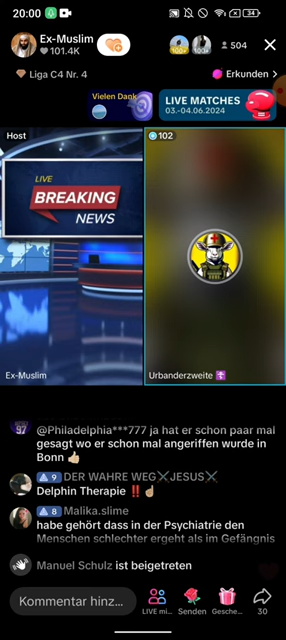 20:00
34
Ex-Muslim
101.4K
100+
100+
504
Liga C4 Nr. 4
Erkunden >
Vielen Dank
LIVE MATCHES
03.-04.06.2024
Host
102
LIVE
BREAKING
NEWS
Ex-Muslim
Urbanderzweite
@Philadelphia***777 ja hat er schon paar mal
gesagt wo er schon mal angriffen wurde in
Bonn 👍🏼
9 DER WAHRE WEG⚔JESUS⚔
Delphin Therapie ‼️☝🏼
8 Malika.slime
habe gehört dass in der Psychiatrie den
Menschen schlechter ergeht als im Gefängnis
Manuel Schulz ist beigetreten
Kommentar hinz...
LIVE mi...
Senden
Gesche...
30